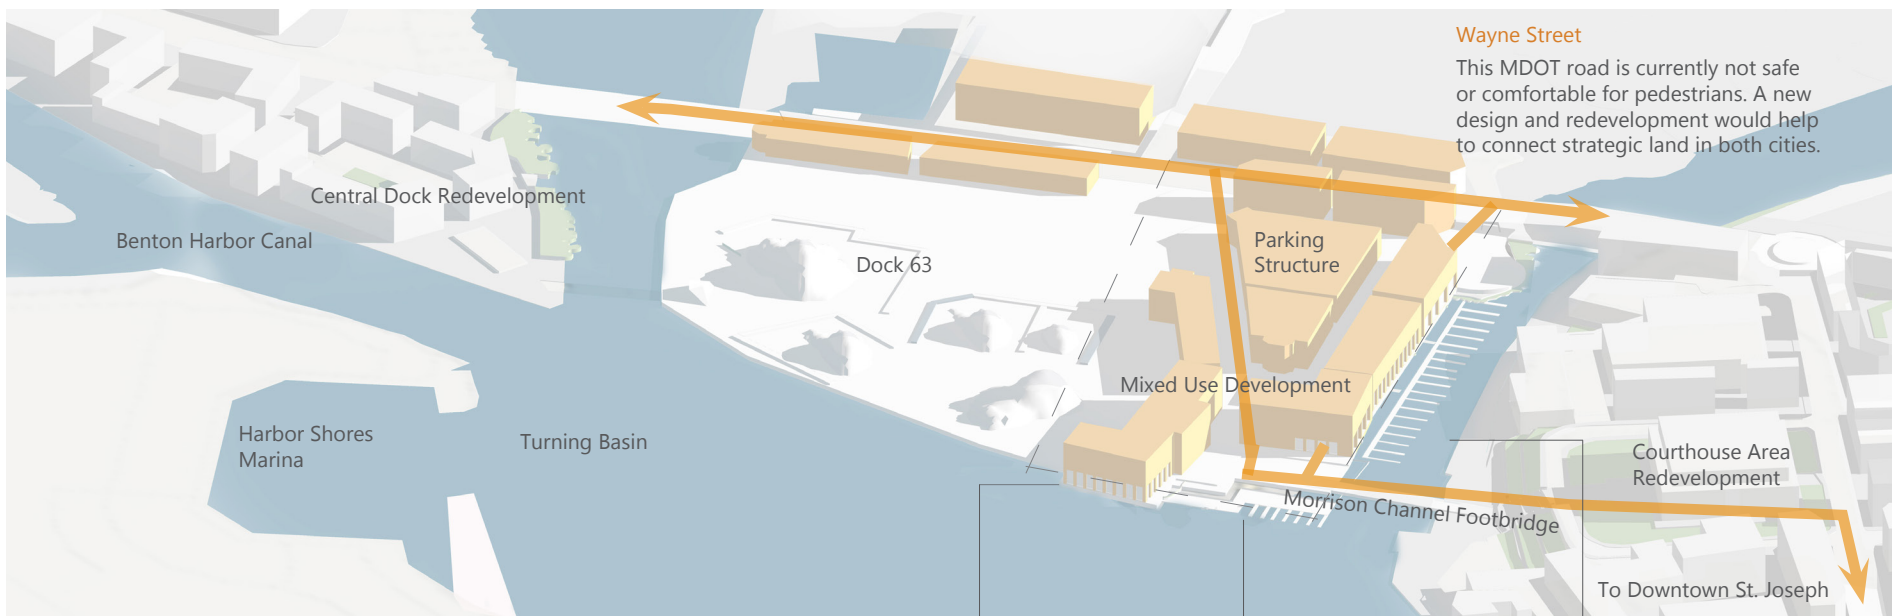 Wayne Street
This MDOT road is currently not safe
or comfortable for pedestrians. A new
design and redevelopment would help
to connect strategic land in both cities.
Central Dock Redevelopment
Benton Harbor Canal
Dock 63
Parking
Structure
Mixed Use Development
Harbor Shores
Marina
Turning Basin
Courthouse Area
Redevelopment
Morrison Channel Footbridge
To Downtown St. Joseph